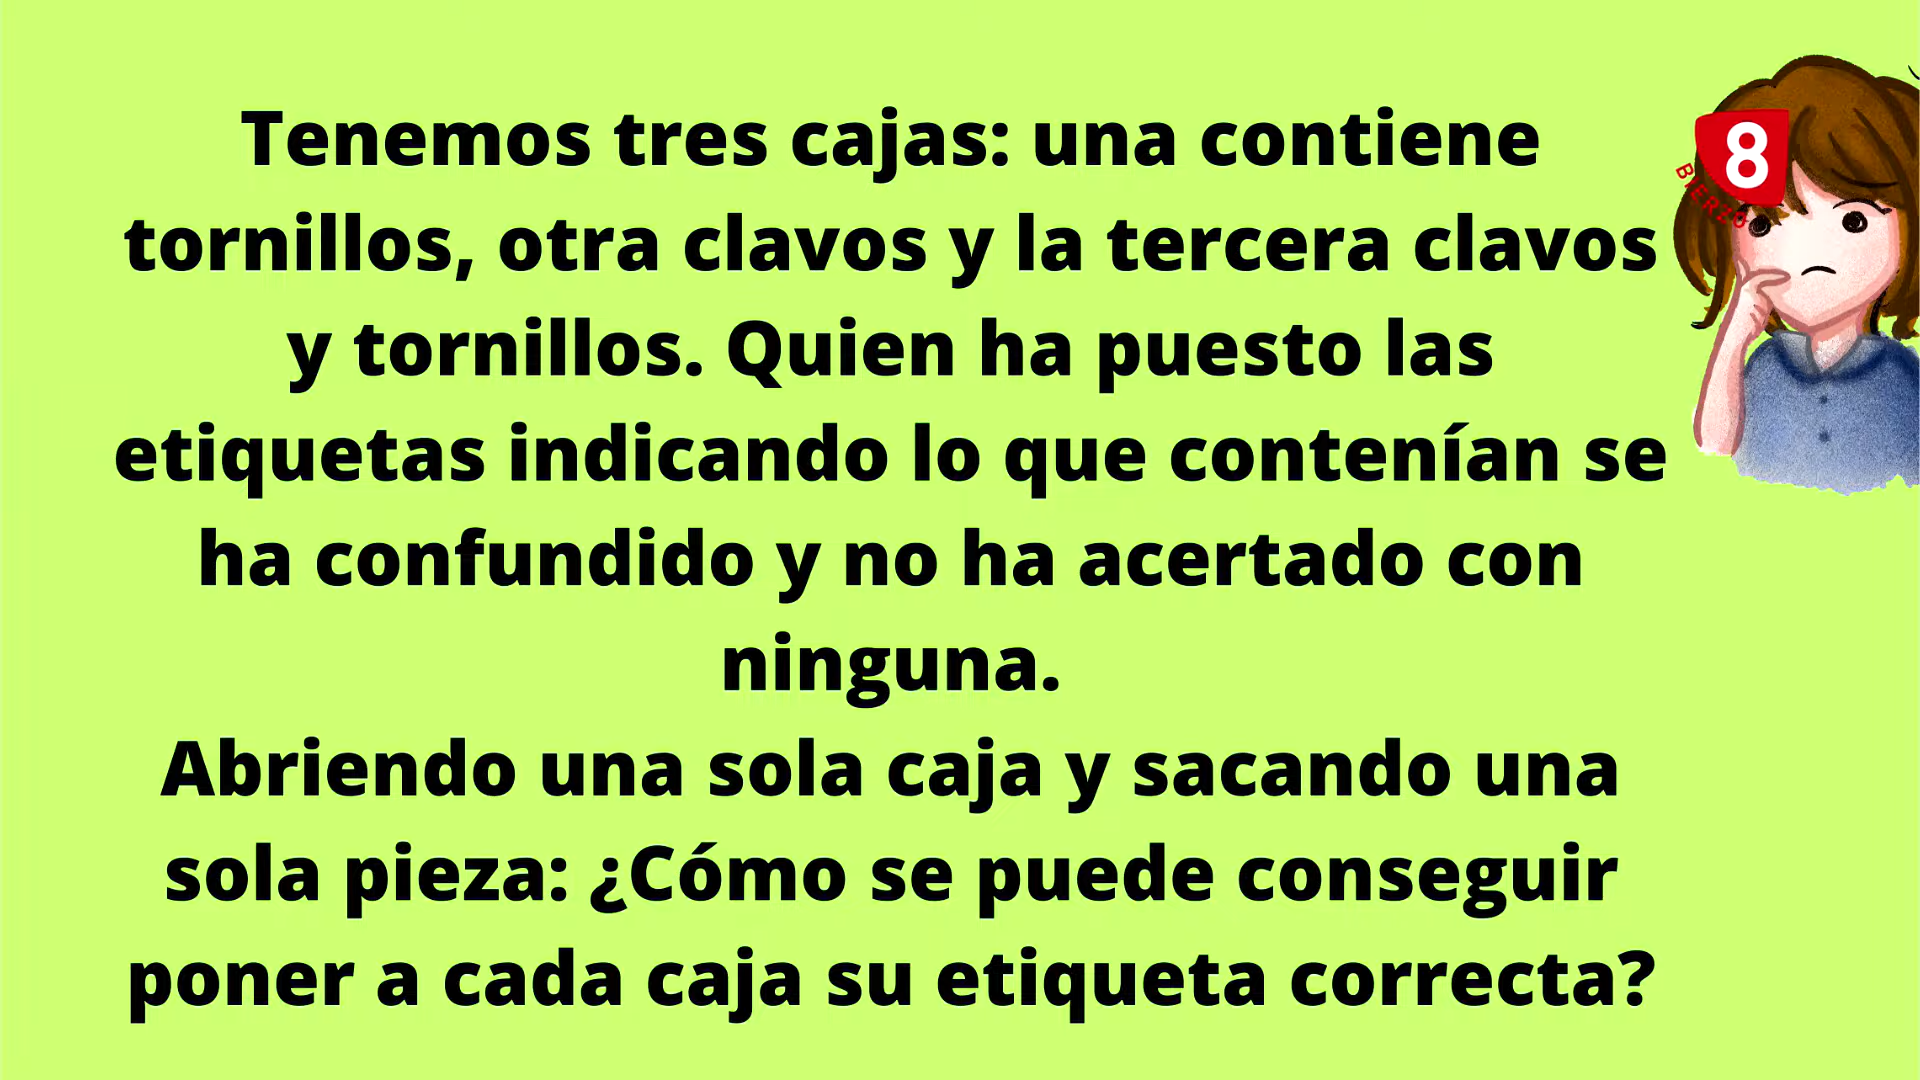 Tenemos tres cajas: una contiene
tornillos, otra clavos y la tercera clavos
y tornillos. Quien ha puesto las
etiquetas indicando lo que contenían se
ha confundido y no ha acertado con
ninguna.
Abriendo una sola caja y sacando una
sola pieza: ¿Cómo se puede conseguir
poner a cada caja su etiqueta correcta?
8
BIERZO